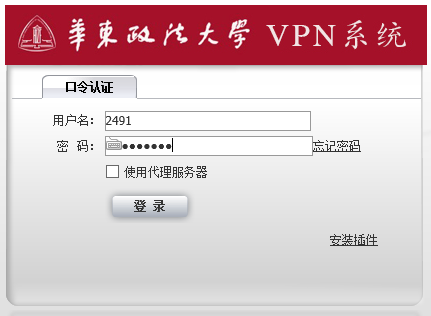 華東政法大學 VPN系统
口令认证
用户名： 2491
密 码： ●●●●●●● 忘记密码
使用代理服务器
登 录
安装插件